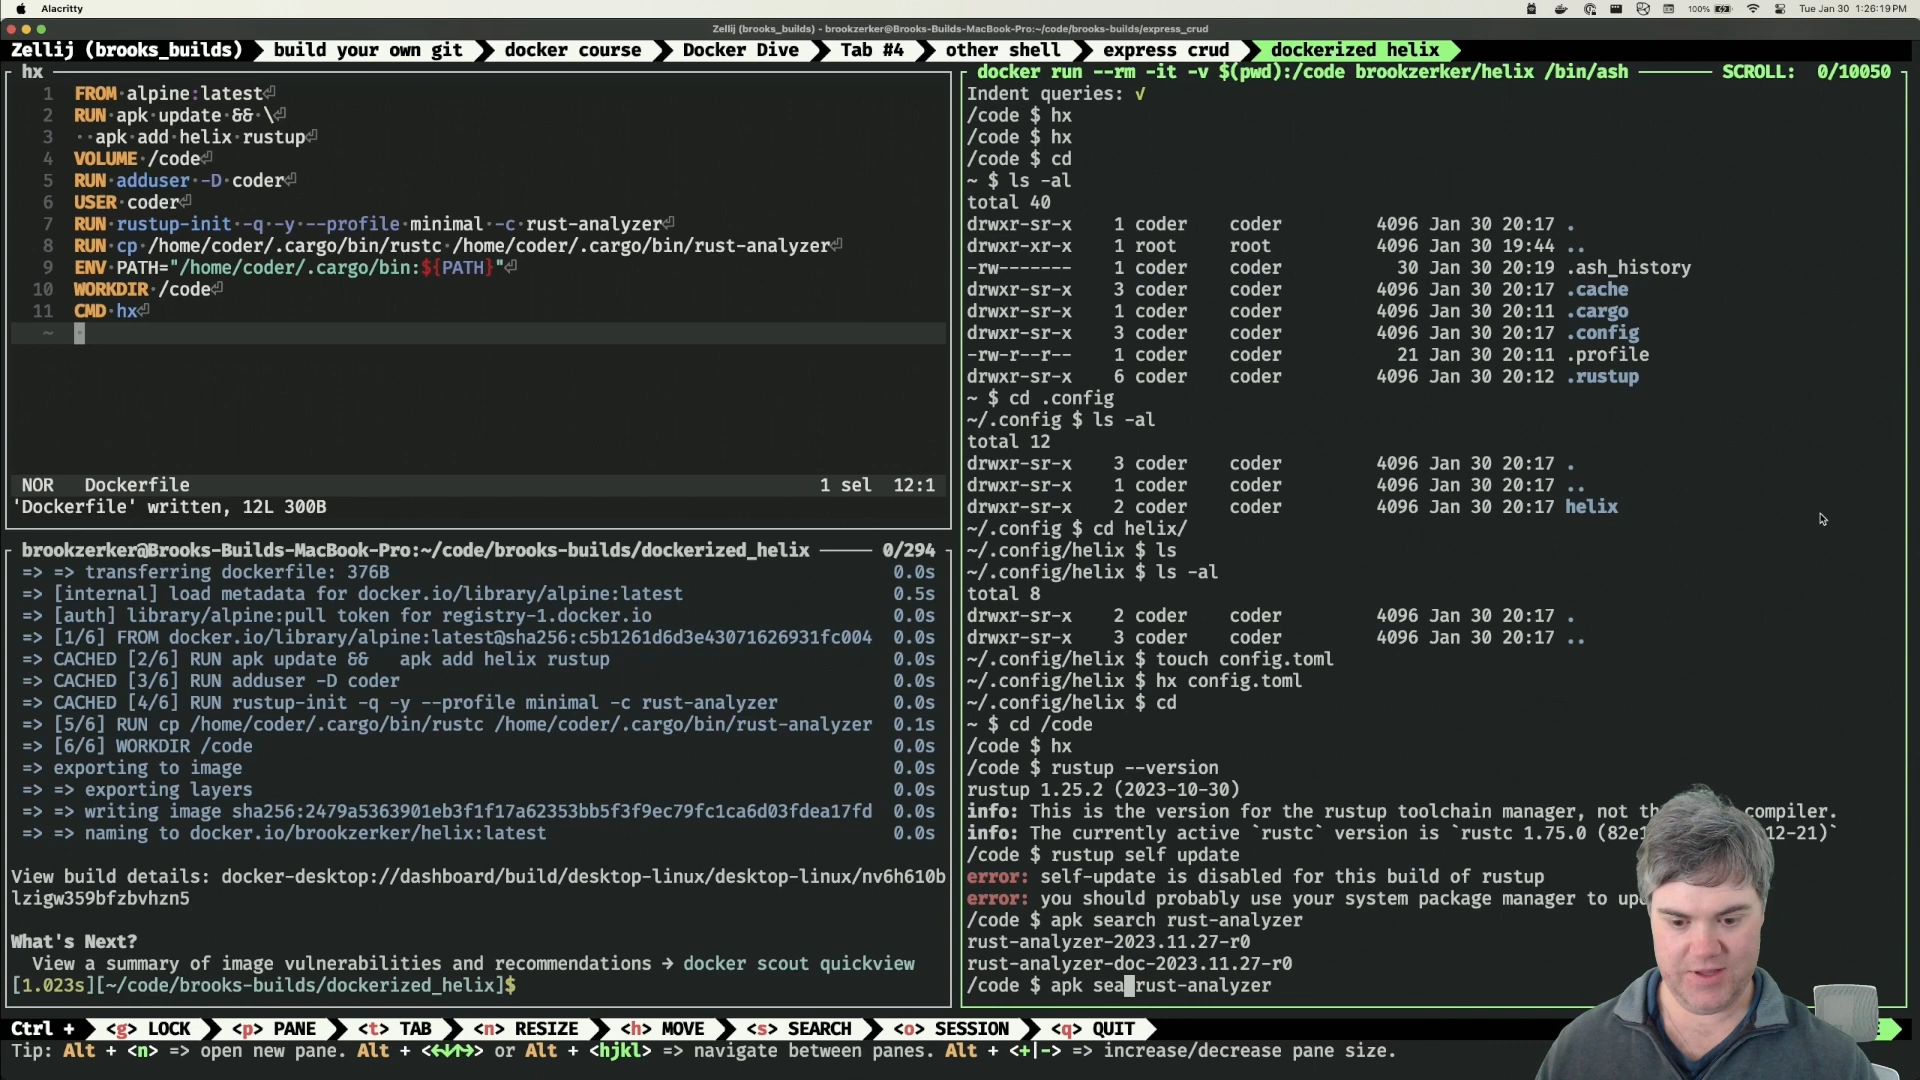 Alacritty
100%
Tue Jan 30 1:26:19 PM
Zellij (brooks_builds) - brookzerker@Brooks-Builds-MacBook-Pro:~/code/brooks-builds/express_crud
Zellij (brooks_builds) build your own git docker course Docker Dive Tab #4 other shell express crud dockerized helix
hx
1 FROM·alpine:latest⏎
2 RUN·apk·update·&&·\⏎
3 ··apk·add·helix·rustup⏎
4 VOLUME·/code⏎
5 RUN·adduser·-D·coder⏎
6 USER·coder⏎
7 RUN·rustup-init·-q·-y·--profile·minimal·-c·rust-analyzer⏎
8 RUN·cp·/home/coder/.cargo/bin/rustc·/home/coder/.cargo/bin/rust-analyzer⏎
9 ENV·PATH="/home/coder/.cargo/bin:${PATH}"⏎
10 WORKDIR·/code⏎
11 CMD·hx⏎
~
NOR Dockerfile 1 sel 12:1
'Dockerfile' written, 12L 300B
brookzerker@Brooks-Builds-MacBook-Pro:~/code/brooks-builds/dockerized_helix 0/294
=> => transferring dockerfile: 376B 0.0s
=> [internal] load metadata for docker.io/library/alpine:latest 0.5s
=> [auth] library/alpine:pull token for registry-1.docker.io 0.0s
=> [1/6] FROM docker.io/library/alpine:latest@sha256:c5b1261d6d3e43071626931fc004 0.0s
=> CACHED [2/6] RUN apk update &&   apk add helix rustup 0.0s
=> CACHED [3/6] RUN adduser -D coder 0.0s
=> CACHED [4/6] RUN rustup-init -q -y --profile minimal -c rust-analyzer 0.0s
=> [5/6] RUN cp /home/coder/.cargo/bin/rustc /home/coder/.cargo/bin/rust-analyzer 0.1s
=> [6/6] WORKDIR /code 0.0s
=> exporting to image 0.0s
=> => exporting layers 0.0s
=> => writing image sha256:2479a5363901eb3f1f17a62353bb5f3f9ec79fc1ca6d03fdea17fd 0.0s
=> => naming to docker.io/brookzerker/helix:latest 0.0s
View build details: docker-desktop://dashboard/build/desktop-linux/desktop-linux/nv6h610b
lzigw359bfzbvhzn5
What's Next?
View a summary of image vulnerabilities and recommendations → docker scout quickview
[1.023s][~/code/brooks-builds/dockerized_helix]$
docker run --rm -it -v $(pwd):/code brookzerker/helix /bin/ash SCROLL: 0/10050
Indent queries: ✓
/code $ hx
/code $ hx
/code $ cd
~ $ ls -al
total 40
drwxr-sr-x 1 coder coder 4096 Jan 30 20:17 .
drwxr-xr-x 1 root root 4096 Jan 30 19:44 ..
-rw------- 1 coder coder 30 Jan 30 20:19 .ash_history
drwxr-sr-x 3 coder coder 4096 Jan 30 20:17 .cache
drwxr-sr-x 1 coder coder 4096 Jan 30 20:11 .cargo
drwxr-sr-x 3 coder coder 4096 Jan 30 20:17 .config
-rw-r--r-- 1 coder coder 21 Jan 30 20:11 .profile
drwxr-sr-x 6 coder coder 4096 Jan 30 20:12 .rustup
~ $ cd .config
~/.config $ ls -al
total 12
drwxr-sr-x 3 coder coder 4096 Jan 30 20:17 .
drwxr-sr-x 1 coder coder 4096 Jan 30 20:17 ..
drwxr-sr-x 2 coder coder 4096 Jan 30 20:17 helix
~/.config $ cd helix/
~/.config/helix $ ls
~/.config/helix $ ls -al
total 8
drwxr-sr-x 2 coder coder 4096 Jan 30 20:17 .
drwxr-sr-x 3 coder coder 4096 Jan 30 20:17 ..
~/.config/helix $ touch config.toml
~/.config/helix $ hx config.toml
~/.config/helix $ cd
~ $ cd /code
/code $ hx
/code $ rustup --version
rustup 1.25.2 (2023-10-30)
info: This is the version for the rustup toolchain manager, not compiler.
info: The currently active `rustc` version is `rustc 1.75.0 (82e1 12-21)`
/code $ rustup self update
error: self-update is disabled for this build of rustup
error: you should probably use your system package manager to
/code $ apk search rust-analyzer
rust-analyzer-2023.11.27-r0
rust-analyzer-doc-2023.11.27-r0
/code $ apk sea rust-analyzer
Ctrl + <g> LOCK <p> PANE <t> TAB <n> RESIZE <h> MOVE <s> SEARCH <o> SESSION <q> QUIT
Tip: Alt + <n> => open new pane. Alt + <←↓↑→> or Alt + <hjkl> => navigate between panes. Alt + <+|-> => increase/decrease pane size.